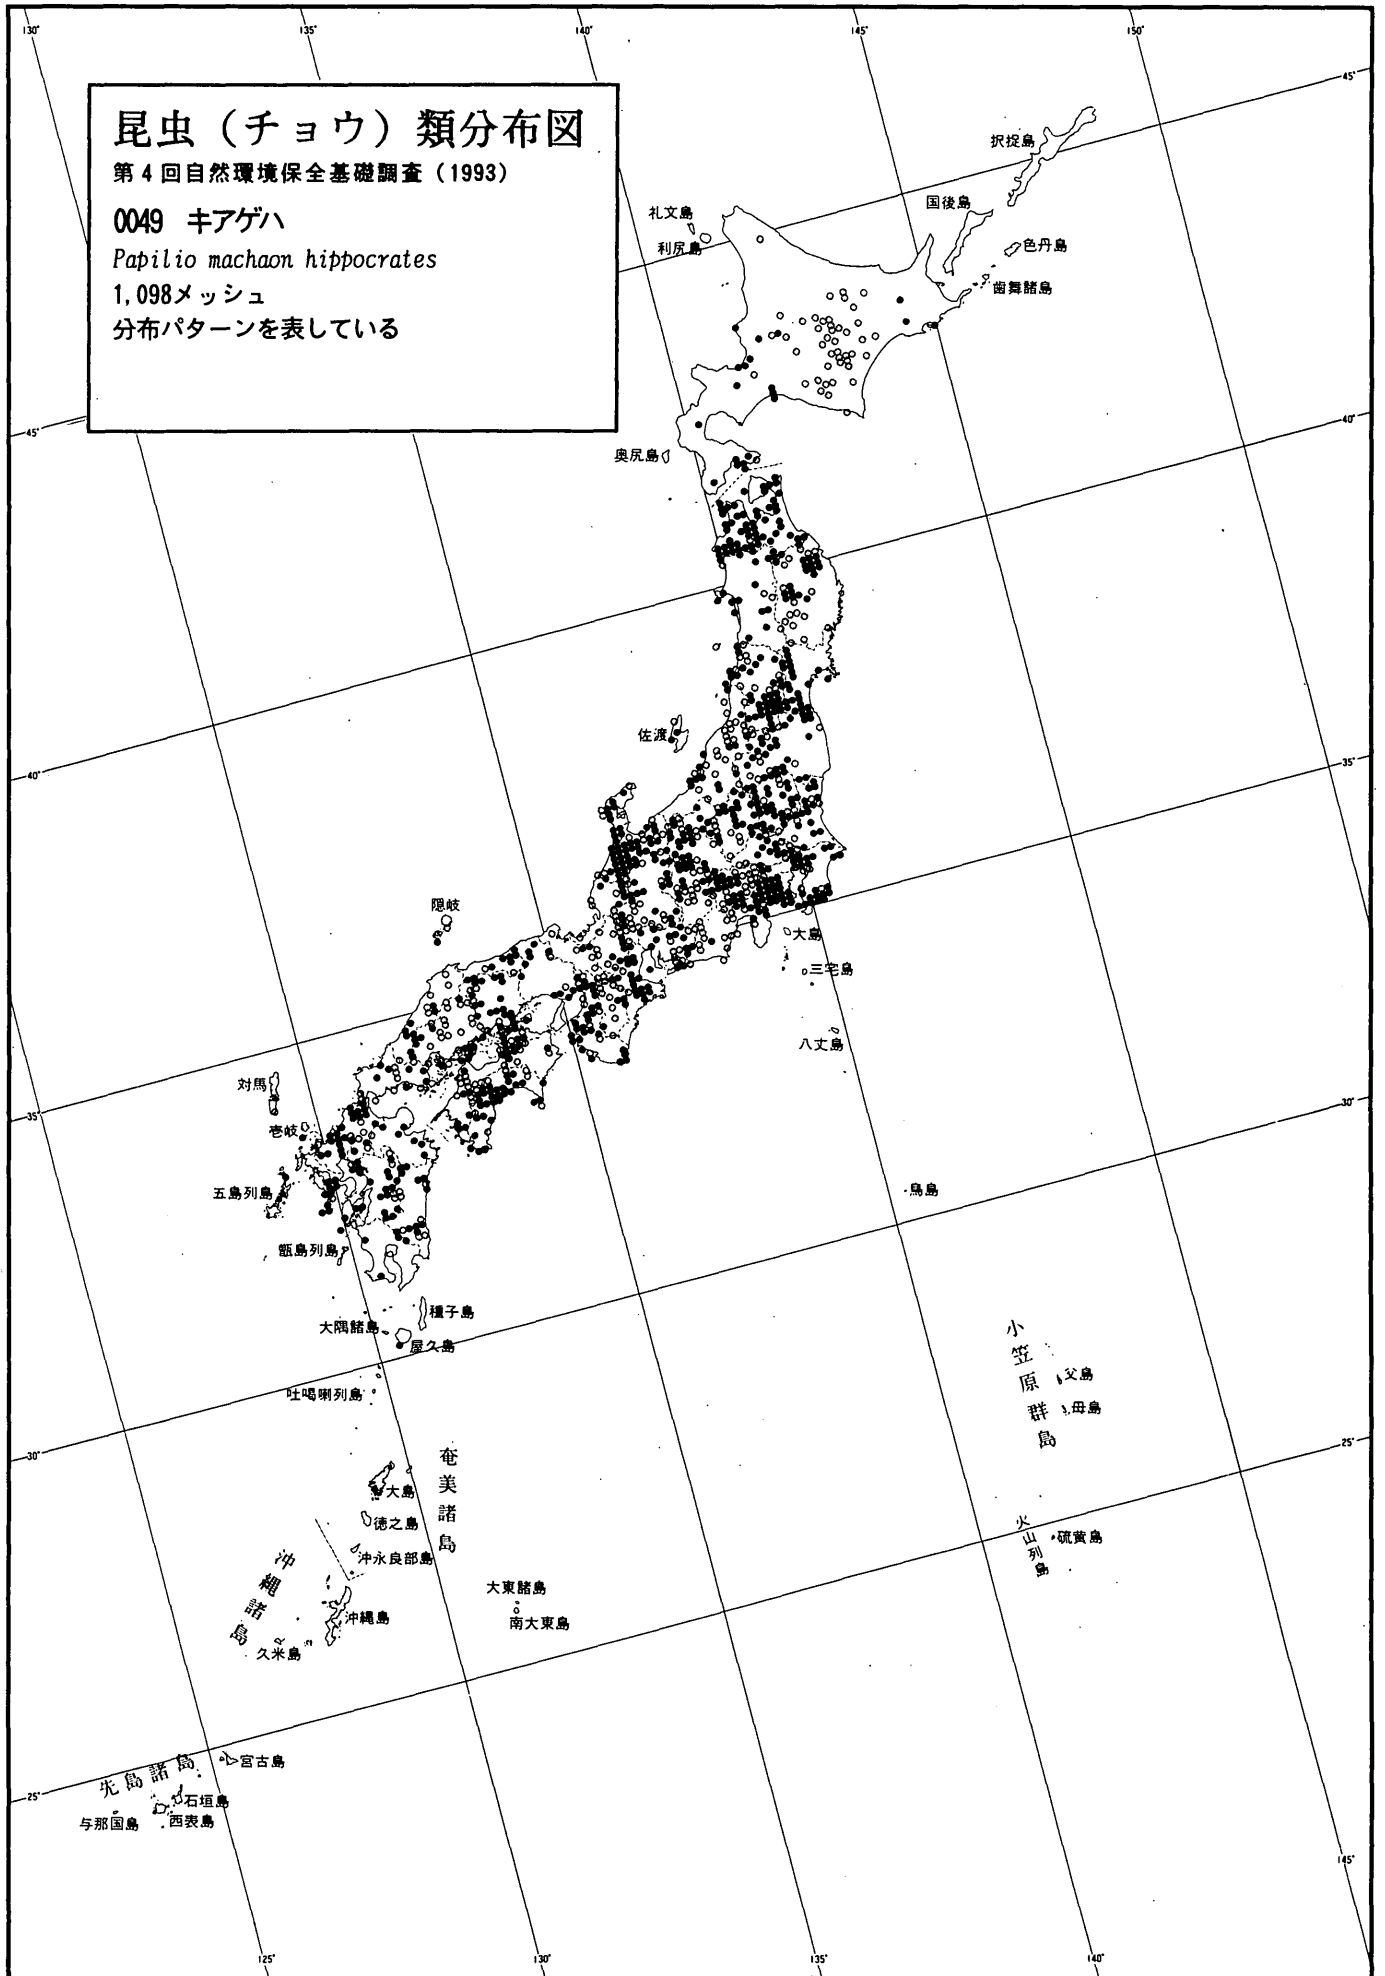 130°
135°
140°
145°
150°
昆虫（チョウ）類分布図
第4回自然環境保全基礎調査（1993）
0049 キアゲハ
Papilio machaon hippocrates
1,098メッシュ
分布パターンを表している
45°
択捉島
国後島
礼文島
利尻島
色丹島
歯舞諸島
40°
45°
奥尻島
佐渡
35°
40°
隠岐
大島
三宅島
八丈島
対馬
30°
35°
壱岐
五島列島
鳥島
甑島列島
種子島
大隅諸島
屋久島
吐噶喇列島
小笠原群島
父島
母島
25°
30°
奄美諸島
大島
徳之島
沖永良部島
火山列島
硫黄島
沖縄諸島
大東諸島
沖縄島
南大東島
久米島
先島諸島
宮古島
25°
石垣島
与那国島
西表島
145°
125°
130°
135°
140°